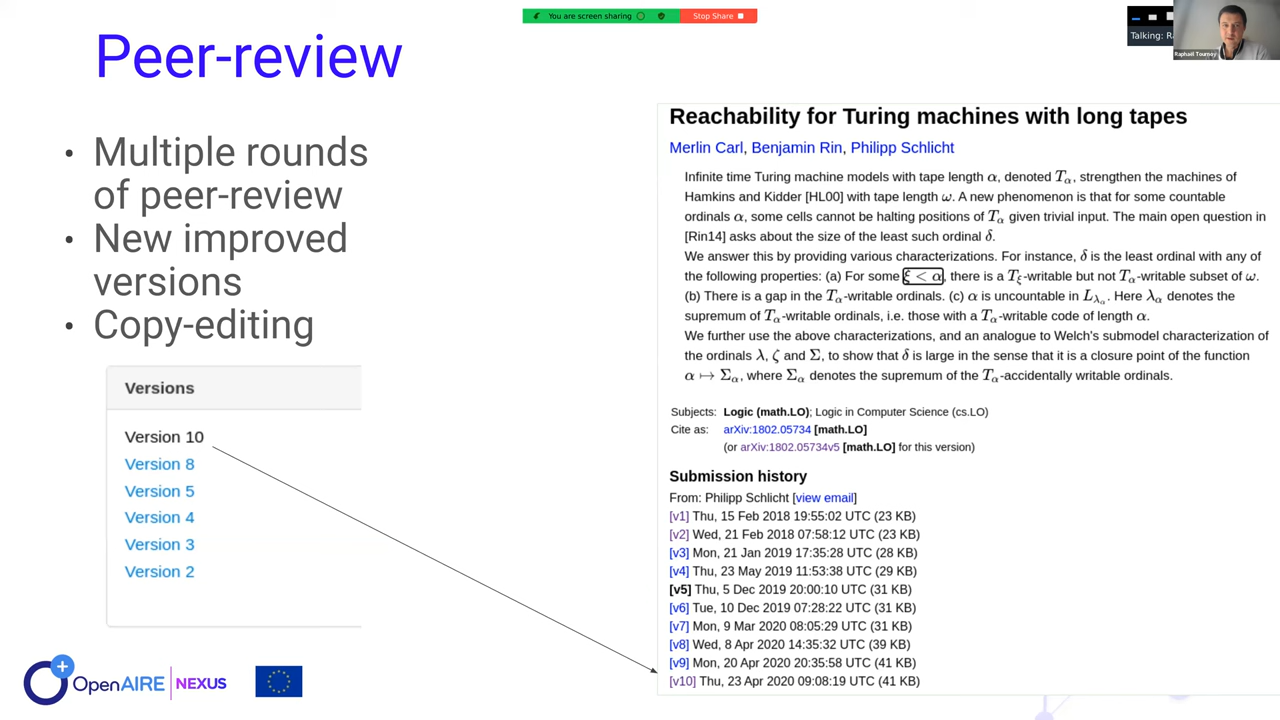 You are screen sharing
Stop Share
Talking: Ra
Raphaël Tournoy
Peer-review
• Multiple rounds
of peer-review
• New improved
versions
• Copy-editing
Versions
Version 10
Version 8
Version 5
Version 4
Version 3
Version 2
OpenAIRE NEXUS
Reachability for Turing machines with long tapes
Merlin Carl, Benjamin Rin, Philipp Schlicht
Infinite time Turing machine models with tape length α, denoted Tα, strengthen the machines of
Hamkins and Kidder [HL00] with tape length ω. A new phenomenon is that for some countable
ordinals α, some cells cannot be halting positions of Tα given trivial input. The main open question in
[Rin14] asks about the size of the least such ordinal δ.
We answer this by providing various characterizations. For instance, δ is the least ordinal with any of
the following properties: (a) For some ξ < α, there is a Tξ-writable but not Tα-writable subset of ω.
(b) There is a gap in the Tα-writable ordinals. (c) α is uncountable in Lλα. Here λα denotes the
supremum of Tα-writable ordinals, i.e. those with a Tα-writable code of length α.
We further use the above characterizations, and an analogue to Welch's submodel characterization of
the ordinals λ, ζ and Σ, to show that δ is large in the sense that it is a closure point of the function
α ↦ Σα, where Σα denotes the supremum of the Tα-accidentally writable ordinals.
Subjects: Logic (math.LO); Logic in Computer Science (cs.LO)
Cite as: arXiv:1802.05734 [math.LO]
(or arXiv:1802.05734v5 [math.LO] for this version)
Submission history
From: Philipp Schlicht [view email]
[v1] Thu, 15 Feb 2018 19:55:02 UTC (23 KB)
[v2] Wed, 21 Feb 2018 07:58:12 UTC (23 KB)
[v3] Mon, 21 Jan 2019 17:35:28 UTC (28 KB)
[v4] Thu, 23 May 2019 11:53:38 UTC (29 KB)
[v5] Thu, 5 Dec 2019 20:00:10 UTC (31 KB)
[v6] Tue, 10 Dec 2019 07:28:22 UTC (31 KB)
[v7] Mon, 9 Mar 2020 08:05:29 UTC (31 KB)
[v8] Wed, 8 Apr 2020 14:35:32 UTC (39 KB)
[v9] Mon, 20 Apr 2020 20:35:58 UTC (41 KB)
[v10] Thu, 23 Apr 2020 09:08:19 UTC (41 KB)